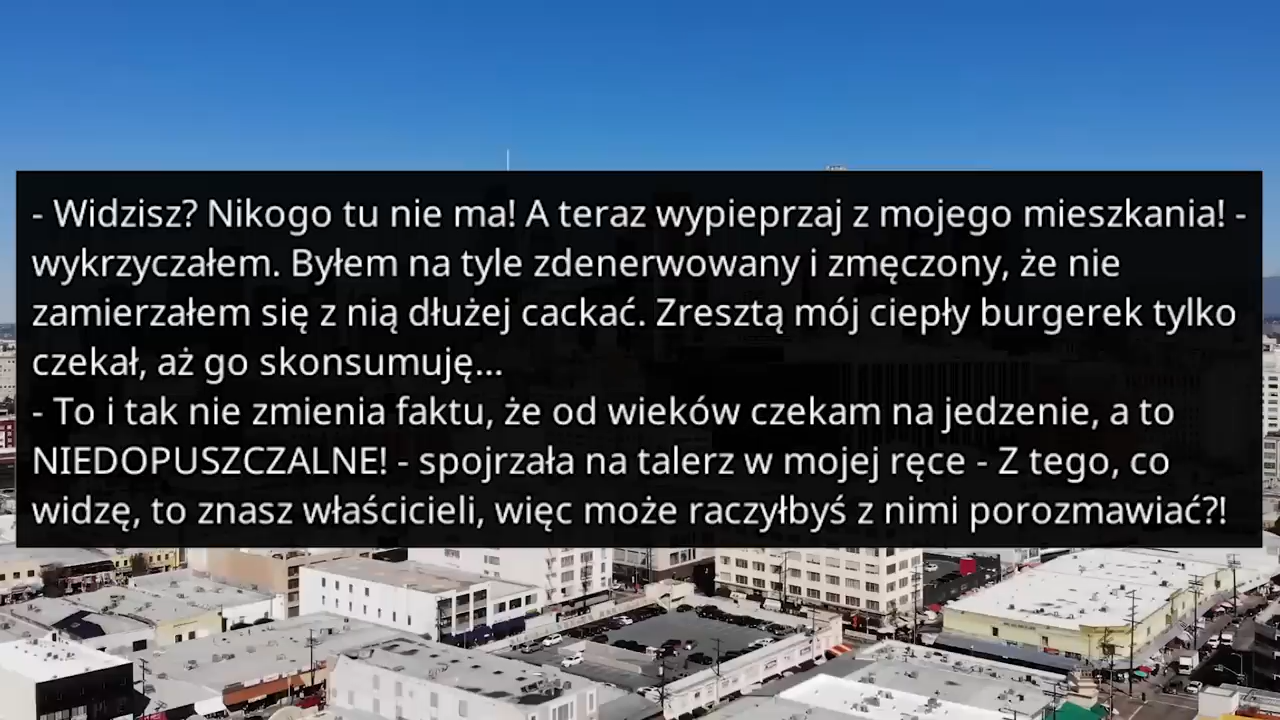 - Widzisz? Nikogo tu nie ma! A teraz wypieprzaj z mojego mieszkania! -
wykrzyczałem. Byłem na tyle zdenerwowany i zmęczony, że nie
zamierzałem się z nią dłużej cackać. Zresztą mój ciepły burgerek tylko
czekał, aż go skonsumuję...
- To i tak nie zmienia faktu, że od wieków czekam na jedzenie, a to
NIEDOPUSZCZALNE! - spojrzała na talerz w mojej ręce - Z tego, co
widzę, to znasz właścicieli, więc może raczyłbyś z nimi porozmawiać?!